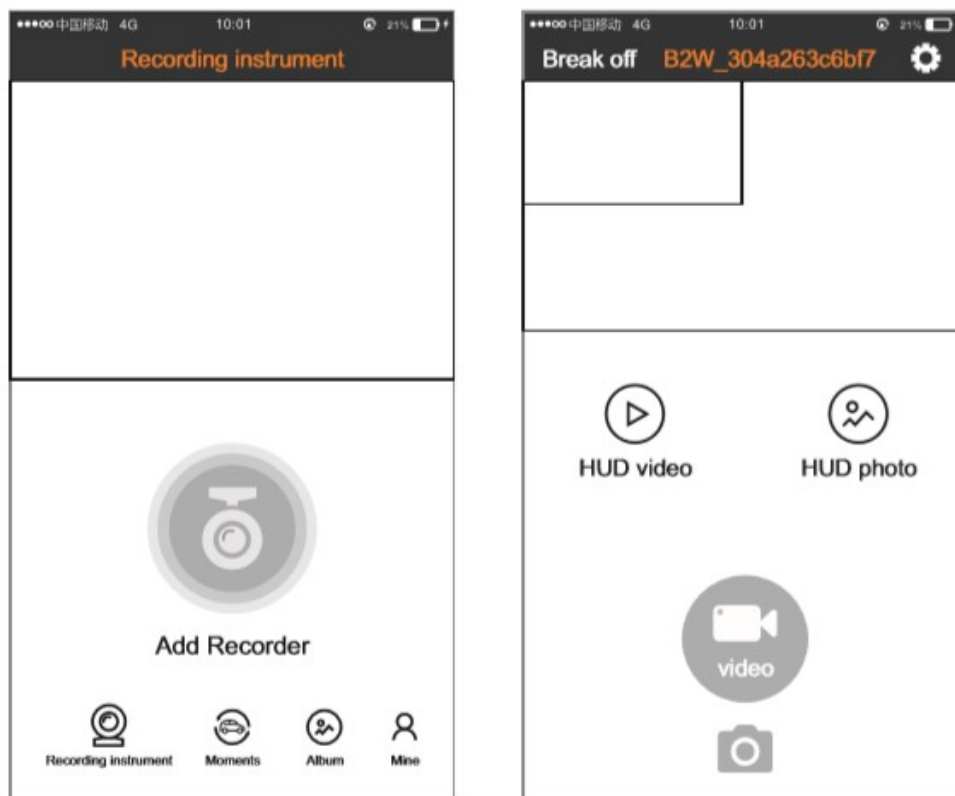 中国移动 4G 10:01 21%
Recording instrument
Add Recorder
Recording instrument Moments Album Mine
中国移动 4G 10:01 21%
Break off B2W_304a263c6bf7
HUD video HUD photo
video